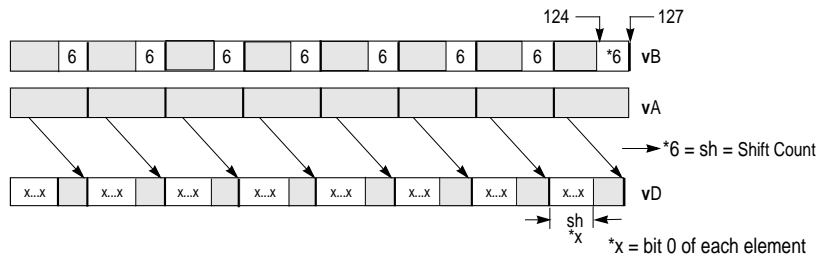 124 127
6 6 6 6 6 6 6 *6 vB
vA
*6 = sh = Shift Count
x...x x...x x...x x...x x...x x...x x...x x...x vD
sh
*x
*x = bit 0 of each element